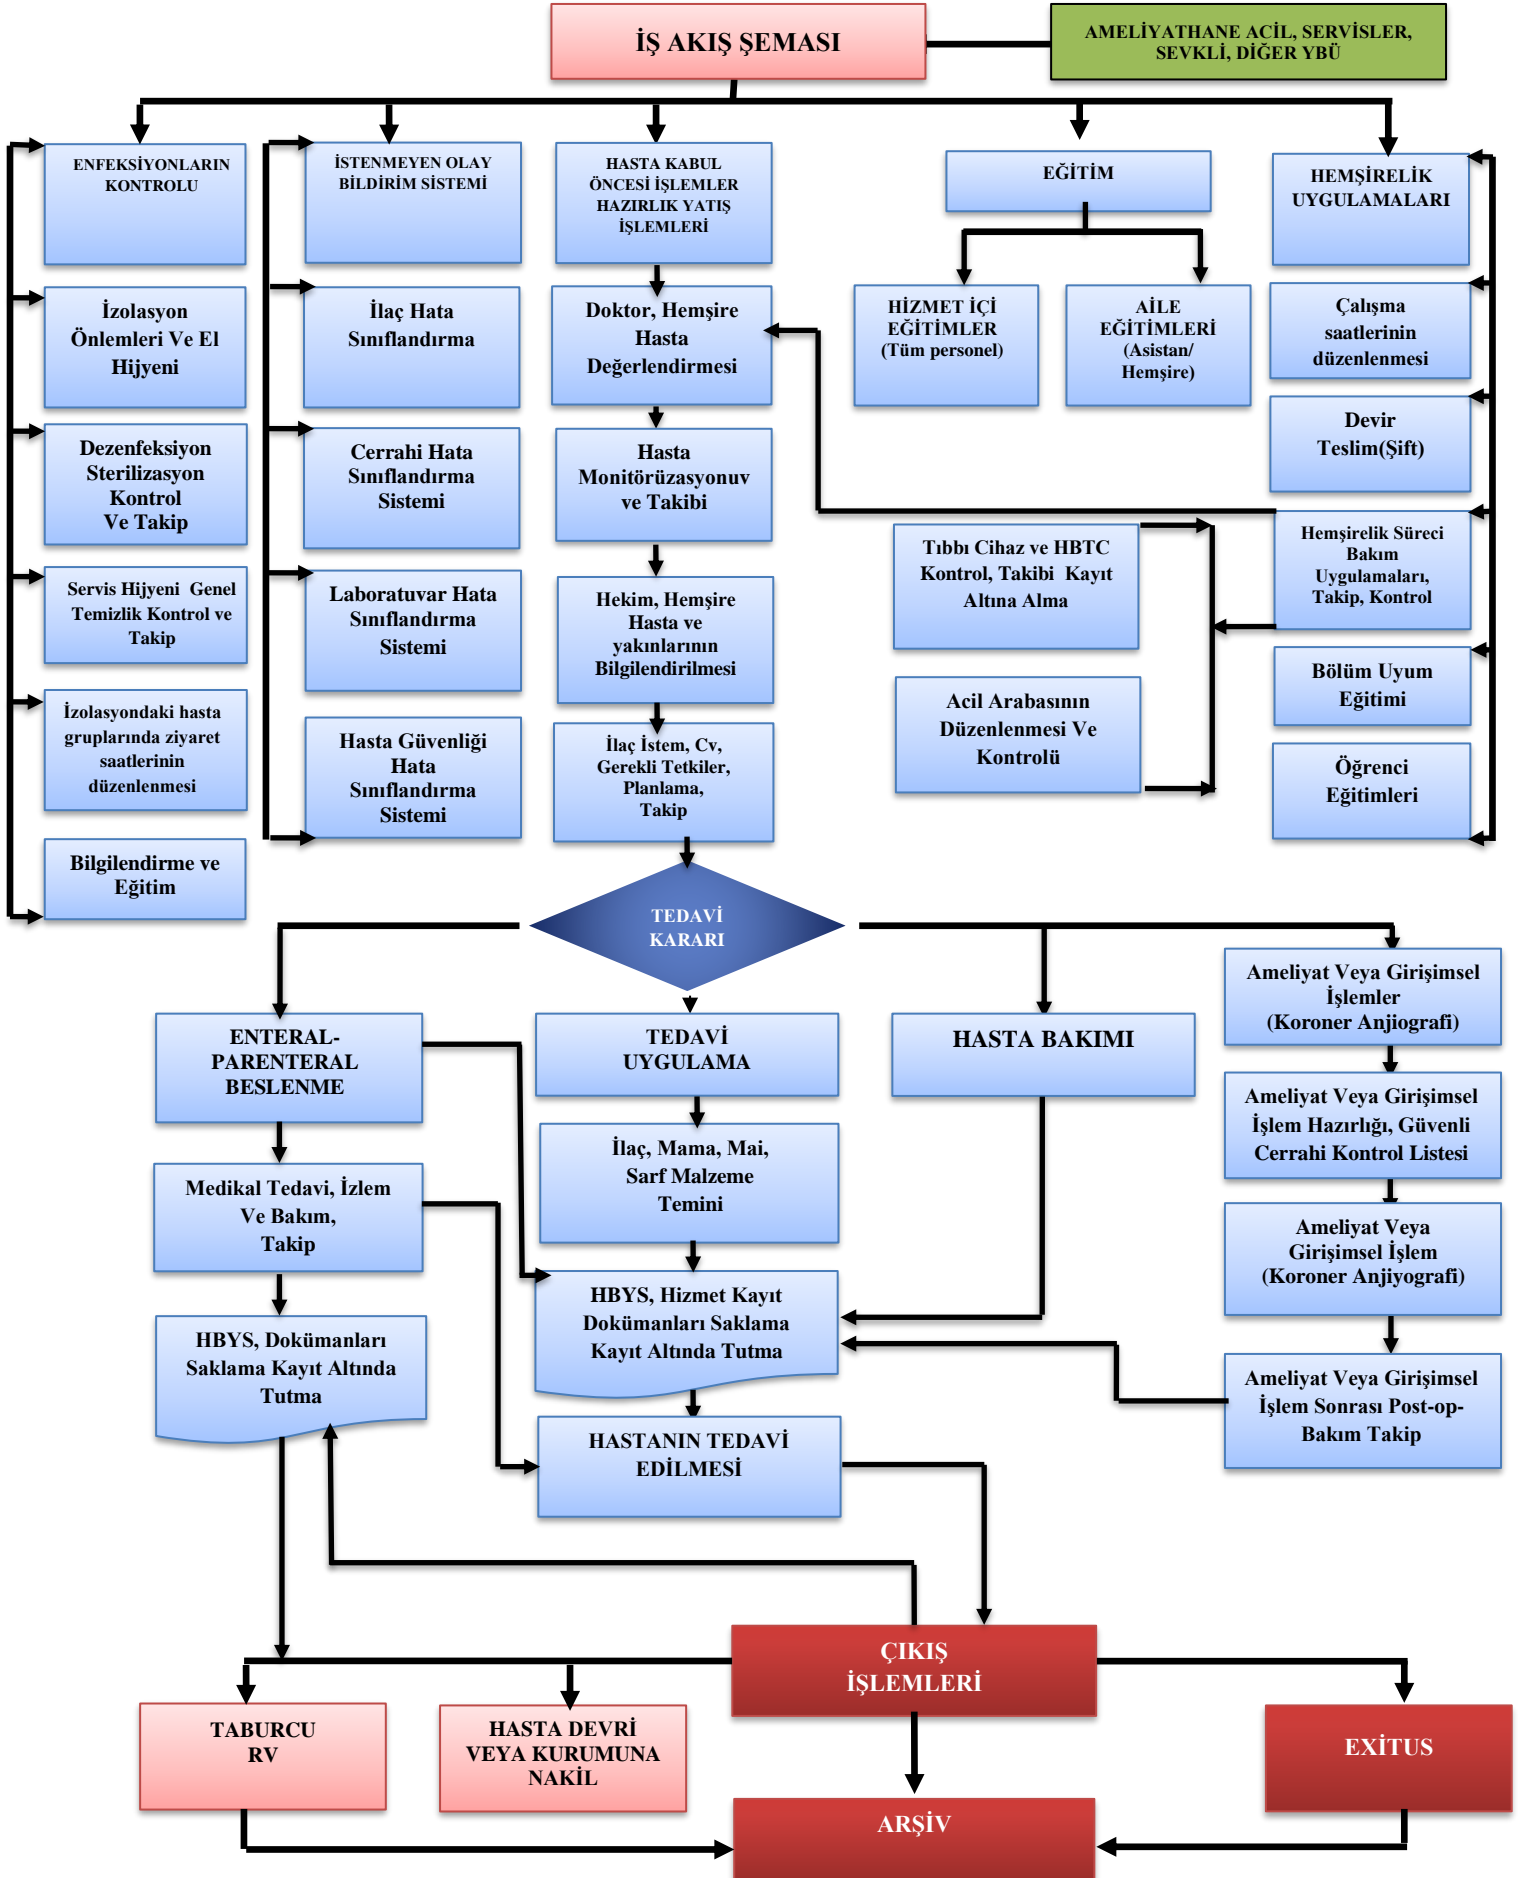 İŞ AKIŞ ŞEMASI
AMELİYATHANE ACİL, SERVİSLER,
SEVKLİ, DİĞER YBÜ
ENFEKSİYONLARIN
KONTROLU
İSTENMEYEN OLAY
BİLDİRİM SİSTEMİ
HASTA KABUL
ÖNCESİ İŞLEMLER
HAZIRLIK YATIŞ
İŞLEMLERİ
EĞİTİM
HEMŞİRELİK
UYGULAMALARI
İzolasyon
Önlemleri Ve El
Hijyeni
İlaç Hata
Sınıflandırma
Doktor, Hemşire
Hasta
Değerlendirmesi
HİZMET İÇİ
EĞİTİMLER
(Tüm personel)
AİLE
EĞİTİMLERİ
(Asistan/
Hemşire)
Çalışma
saatlerinin
düzenlenmesi
Dezenfeksiyon
Sterilizasyon
Kontrol
Ve Takip
Cerrahi Hata
Sınıflandırma
Sistemi
Hasta
Monitörüzasyonuv
ve Takibi
Devir
Teslim(Şift)
Servis Hijyeni  Genel
Temizlik Kontrol ve
Takip
Laboratuvar Hata
Sınıflandırma
Sistemi
Hekim, Hemşire
Hasta ve
yakınlarının
Bilgilendirilmesi
Tıbbı Cihaz ve HBTC
Kontrol, Takibi  Kayıt
Altına Alma
Hemşirelik Süreci
Bakım
Uygulamaları,
Takip, Kontrol
İzolasyondaki hasta
gruplarında ziyaret
saatlerinin
düzenlenmesi
Hasta Güvenliği
Hata
Sınıflandırma
Sistemi
İlaç İstem, Cv,
Gerekli Tetkiler,
Planlama,
Takip
Acil Arabasının
Düzenlenmesi Ve
Kontrolü
Bölüm Uyum
Eğitimi
Öğrenci
Eğitimleri
Bilgilendirme ve
Eğitim
TEDAVİ
KARARI
ENTERAL-
PARENTERAL
BESLENME
TEDAVİ
UYGULAMA
HASTA BAKIMI
Ameliyat Veya Girişimsel
İşlemler
(Koroner Anjiografi)
Medikal Tedavi, İzlem
Ve Bakım,
Takip
İlaç, Mama, Mai,
Sarf Malzeme
Temini
Ameliyat Veya Girişimsel
İşlem Hazırlığı, Güvenli
Cerrahi Kontrol Listesi
HBYS, Dokümanları
Saklama Kayıt Altında
Tutma
HBYS, Hizmet Kayıt
Dokümanları Saklama
Kayıt Altında Tutma
Ameliyat Veya
Girişimsel İşlem
(Koroner Anjiyografi)
HASTANIN TEDAVİ
EDİLMESİ
Ameliyat Veya Girişimsel
İşlem Sonrası Post-op-
Bakım Takip
ÇIKIŞ
İŞLEMLERİ
TABURCU
RV
HASTA DEVRİ
VEYA KURUMUNA
NAKİL
EXİTUS
ARŞİV